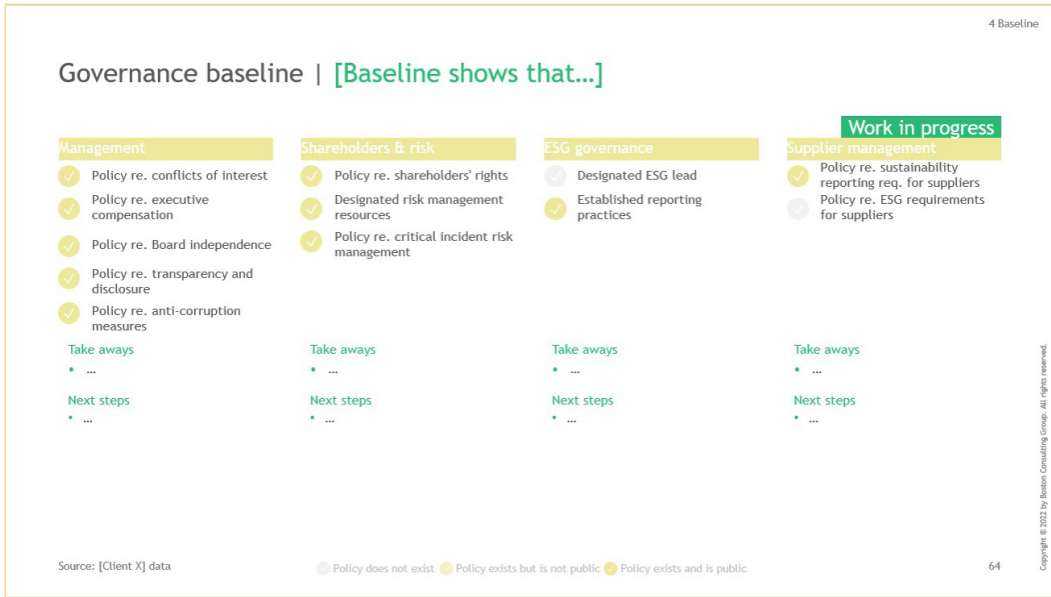 4 Baseline
Governance baseline | [Baseline shows that...]
Work in progress
Management
Policy re. conflicts of interest
Policy re. executive
compensation
Policy re. Board independence
Policy re. transparency and
disclosure
Policy re. anti-corruption
measures
Take aways
• ...
Next steps
• ...
Shareholders & risk
Policy re. shareholders' rights
Designated risk management
resources
Policy re. critical incident risk
management
Take aways
• ...
Next steps
• ...
ESG governance
Designated ESG lead
Established reporting
practices
Take aways
• ...
Next steps
• ...
Supplier management
Policy re. sustainability
reporting req. for suppliers
Policy re. ESG requirements
for suppliers
Take aways
• ...
Next steps
• ...
Source: [Client X] data
Policy does not exist
Policy exists but is not public
Policy exists and is public
64
Copyright © 2022 by Boston Consulting Group. All rights reserved.